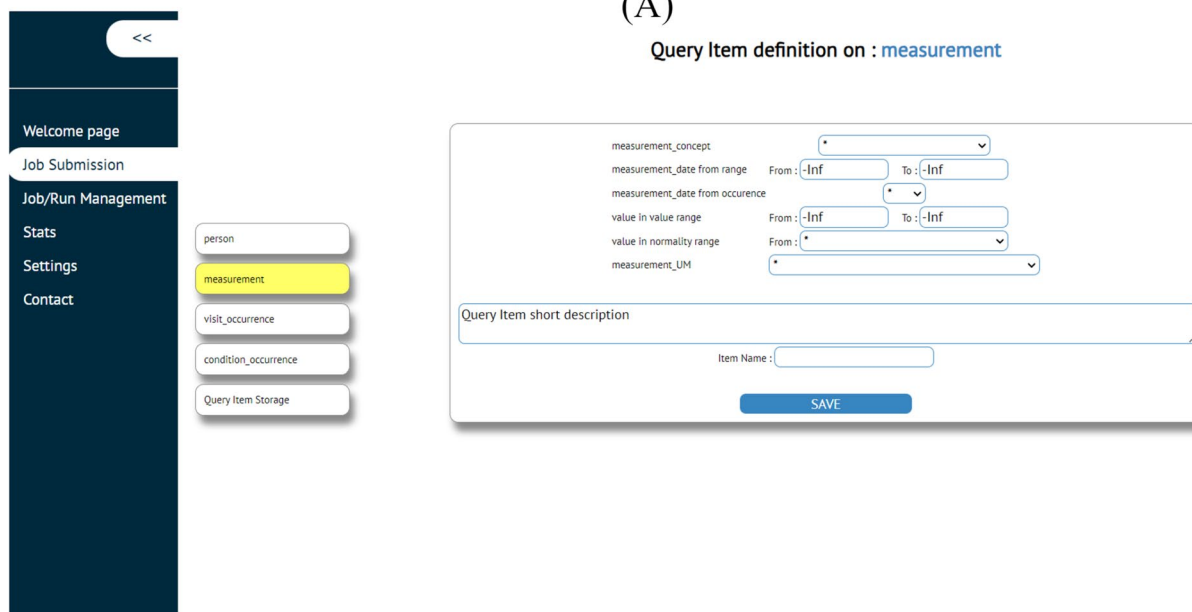 (A)
<<
Query Item definition on : measurement
Welcome page
Job Submission
Job/Run Management
Stats
Settings
Contact
person
measurement
visit_occurrence
condition_occurrence
Query Item Storage
measurement_concept *
measurement_date from range From : -Inf To : -Inf
measurement_date from occurence *
value in value range From : -Inf To : -Inf
value in normality range From : *
measurement_UM *
Query Item short description
Item Name :
SAVE